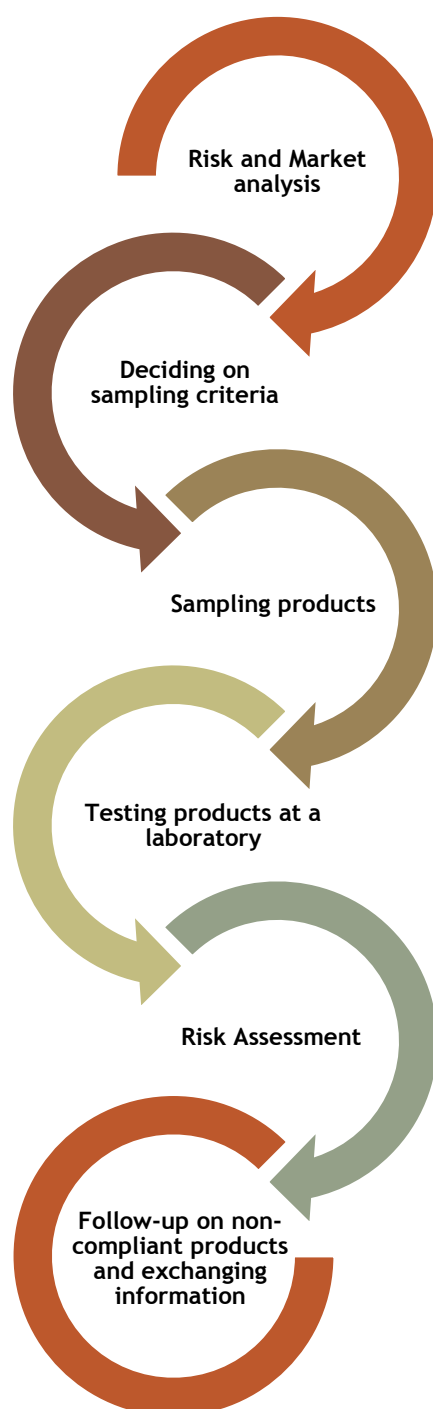 Risk and Market
analysis
Deciding on
sampling criteria
Sampling products
Testing products at a
laboratory
Risk Assessment
Follow-up on non-
compliant products
and exchanging
information